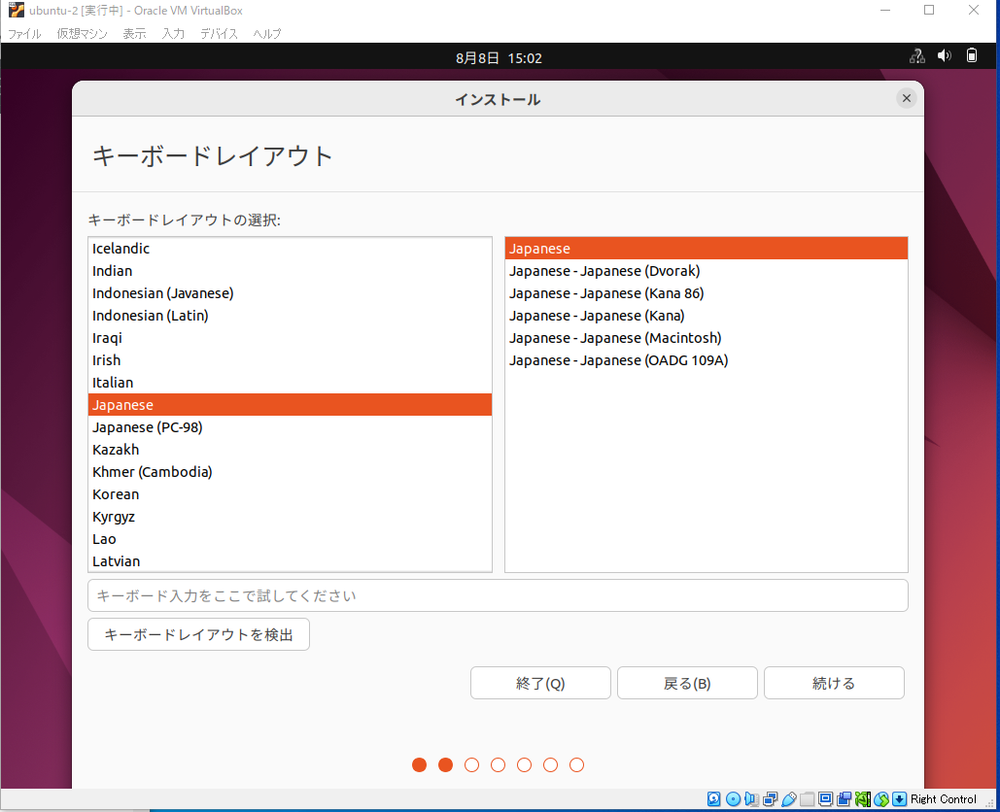 ubuntu-2 [実行中] - Oracle VM VirtualBox
ファイル 仮想マシン 表示 入力 デバイス ヘルプ
8月8日 15:02
インストール
キーボードレイアウト
キーボードレイアウトの選択:
Icelandic
Indian
Indonesian (Javanese)
Indonesian (Latin)
Iraqi
Irish
Italian
Japanese
Japanese (PC-98)
Kazakh
Khmer (Cambodia)
Korean
Kyrgyz
Lao
Latvian
Japanese
Japanese - Japanese (Dvorak)
Japanese - Japanese (Kana 86)
Japanese - Japanese (Kana)
Japanese - Japanese (Macintosh)
Japanese - Japanese (OADG 109A)
キーボード入力をここで試してください
キーボードレイアウトを検出
終了(Q) 戻る(B) 続ける
Right Control